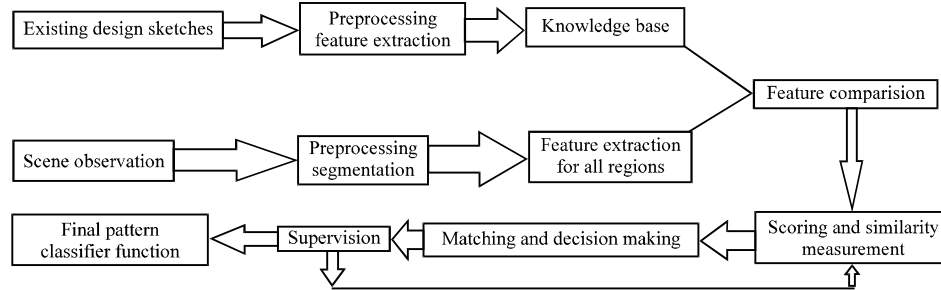 Existing design sketches
Preprocessing
feature extraction
Knowledge base
Feature comparision
Scene observation
Preprocessing
segmentation
Feature extraction
for all regions
Final pattern
classifier function
Supervision
Matching and decision making
Scoring and similarity
measurement